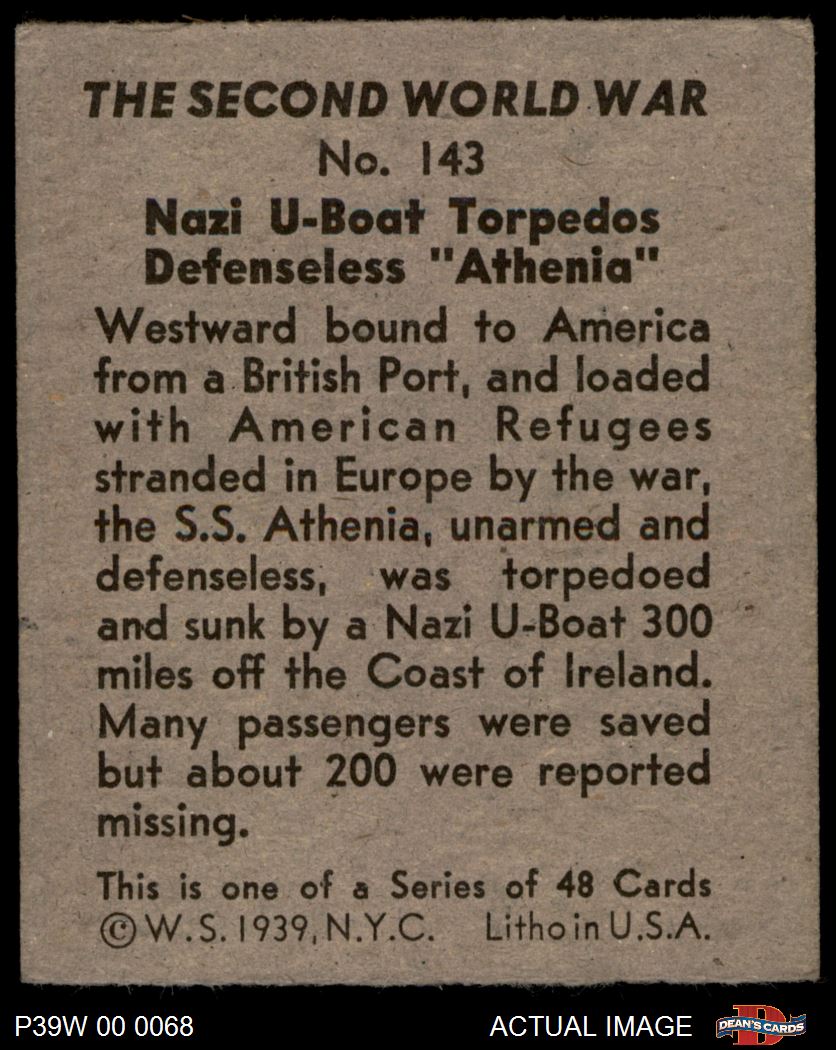 THE SECOND WORLD WAR
No. 143
Nazi U-Boat Torpedos
Defenseless "Athenia"
Westward bound to America
from a British Port, and loaded
with American Refugees
stranded in Europe by the war,
the S.S. Athenia, unarmed and
defenseless, was torpedoed
and sunk by a Nazi U-Boat 300
miles off the Coast of Ireland.
Many passengers were saved
but about 200 were reported
missing.
This is one of a Series of 48 Cards
© W. S. 1939, N.Y.C. Litho in U.S.A.
P39W 00 0068 ACTUAL IMAGE DEAN'S CARDS